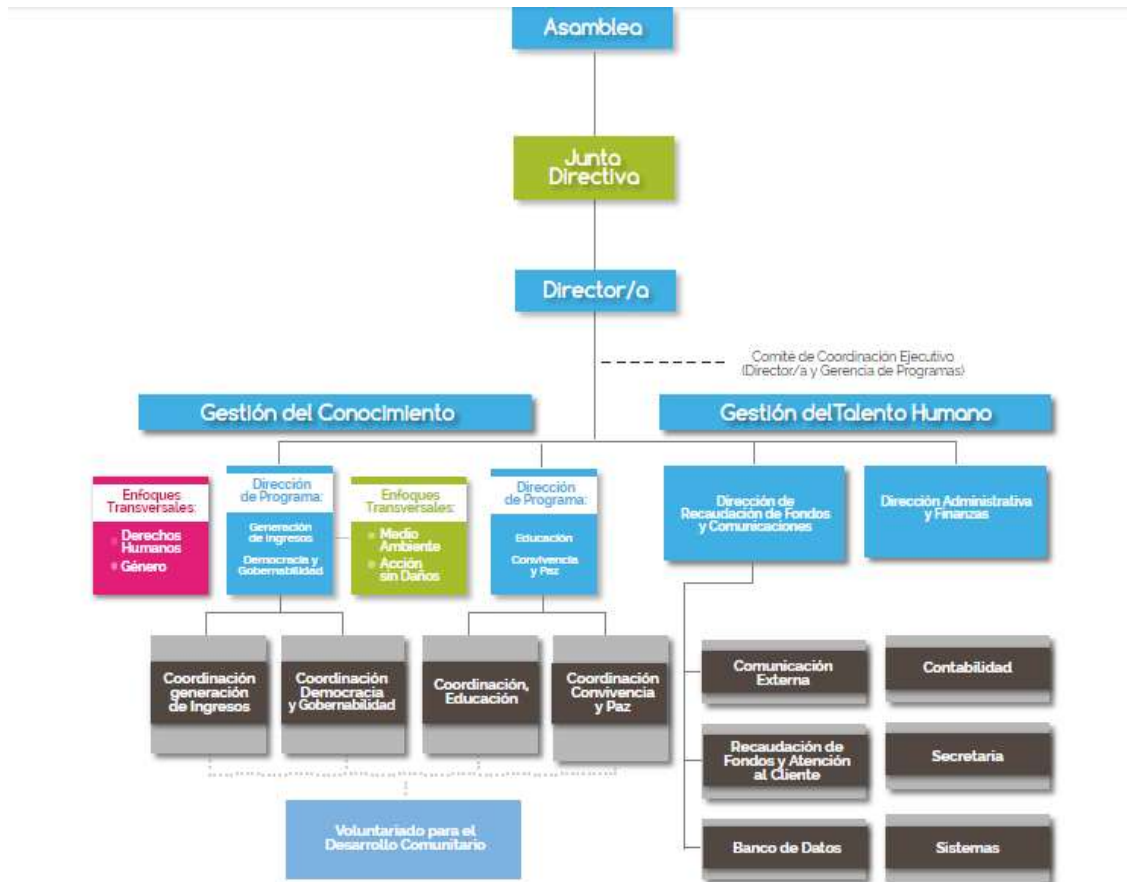 Asamblea
Junta
Directiva
Director/a
Comité de Coordinación Ejecutivo
(Director/a y Gerencia de Programas)
Gestión del Conocimiento
Gestión delTalento Humano
Enfoques
Transversales:
Derechos
Humanos
Género
Dirección
de Programa:
Generación
de Ingresos
Democracia y
Gobernabilidad
Enfoques
Transversales:
Medio
Ambiente
Acción
sin Daños
Dirección
de Programa:
Educación
Convivencia
y Paz
Dirección de
Recaudación de Fondos
y Comunicaciones
Dirección Administrativa
y Finanzas
Coordinación
generación
de Ingresos
Coordinación
Democracia
y Gobernabilidad
Coordinación,
Educación
Coordinación
Convivencia
y Paz
Comunicación
Externa
Contabilidad
Recaudación de
Fondos y Atención
al Cliente
Secretaria
Voluntariado para el
Desarrollo Comunitario
Banco de Datos
Sistemas